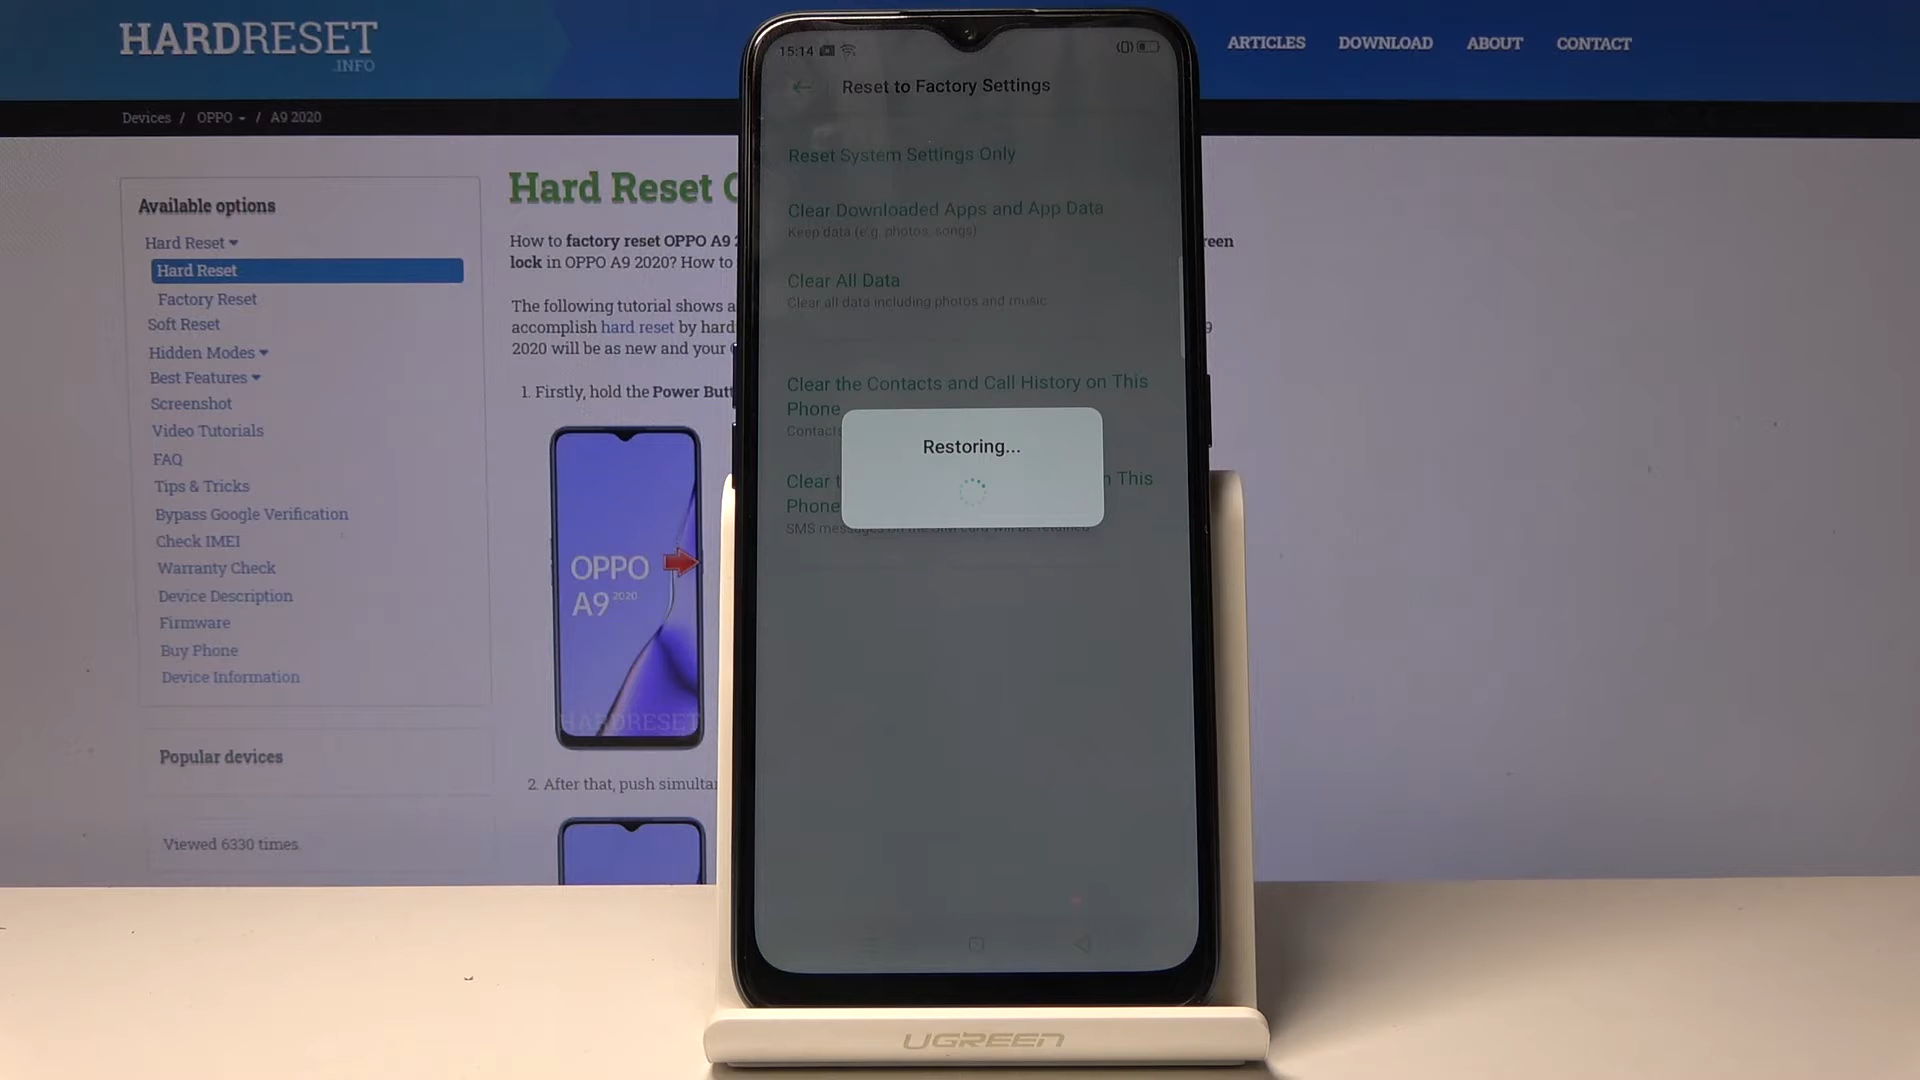 HARDRESET
.INFO
ARTICLES
DOWNLOAD
ABOUT
CONTACT
Devices / OPPO / A9 2020
Available options
Hard Reset
Hard Reset
Factory Reset
Soft Reset
Hidden Modes
Best Features
Screenshot
Video Tutorials
FAQ
Tips & Tricks
Bypass Google Verification
Check IMEI
Warranty Check
Device Description
Firmware
Buy Phone
Device Information
Popular devices
Viewed 6330 times.
Hard Reset
How to factory reset OPPO A9
lock in OPPO A9 2020? How to
The following tutorial shows
accomplish hard reset by
2020 will be as new and your
1. Firstly, hold the Power
OPPO
A9 2020
HARDRESET
2. After that, push
15:14
Reset to Factory Settings
Reset System Settings Only
Clear Downloaded Apps and App Data
Keep data (e.g. photos, songs)
Clear All Data
Clear all data including photos and music
Clear the Contacts and Call History on This
Phone
Restoring...
Clear
This
Phone
SMS
UGREEN